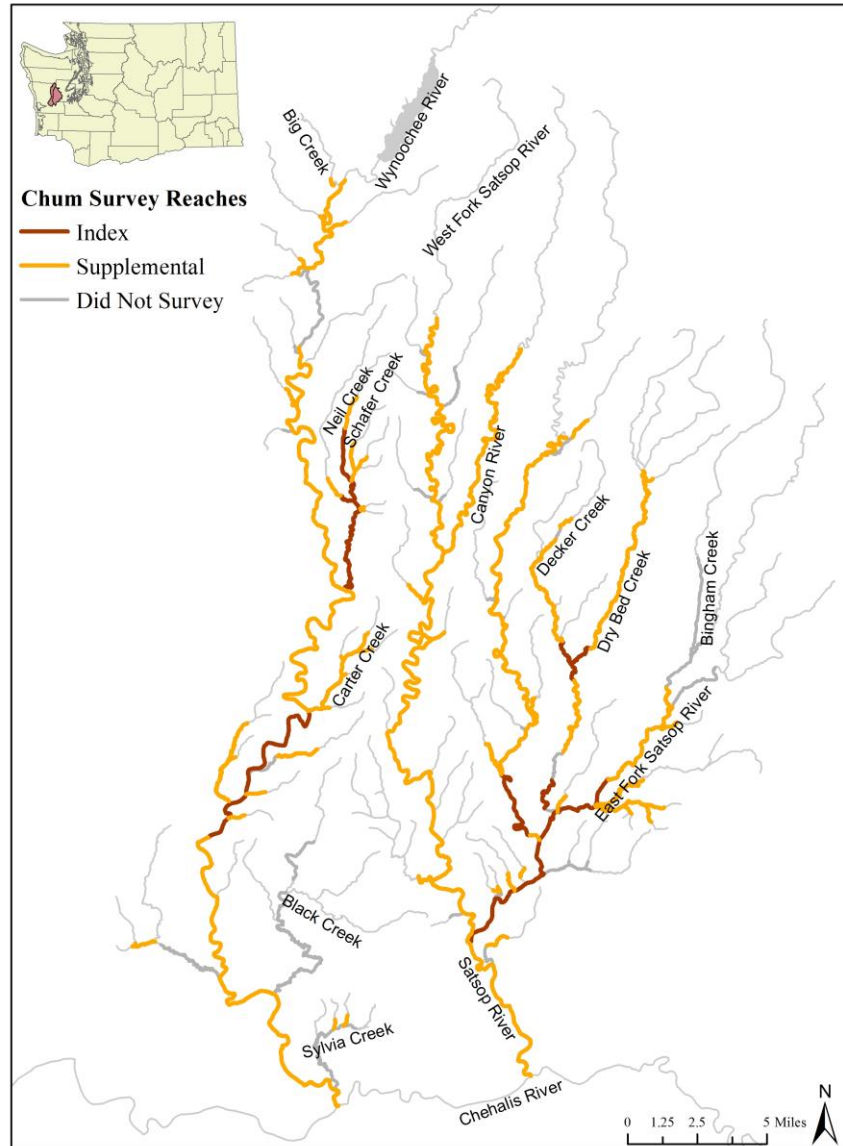 Big Creek
Wynoochee River
West Fork Satsop River
Chum Survey Reaches
Index
Supplemental
Did Not Survey
Neil Creek
Schafer Creek
Canyon River
Decker Creek
Dry Bed Creek
Bingham Creek
Carter Creek
East Fork Satsop River
Black Creek
Satsop River
Sylvia Creek
Chehalis River
N
0 1.25 2.5 5 Miles